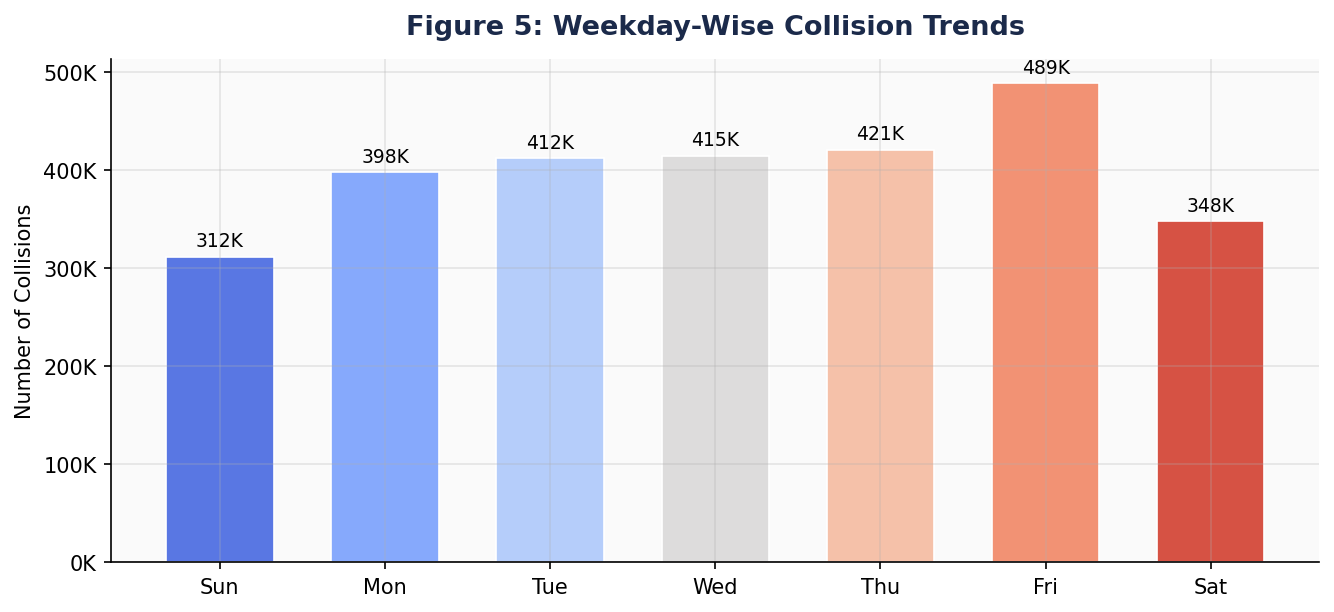 Figure 5: Weekday-Wise Collision Trends
Number of Collisions
500K
400K
300K
200K
100K
0K
312K
398K
412K
415K
421K
489K
348K
Sun
Mon
Tue
Wed
Thu
Fri
Sat